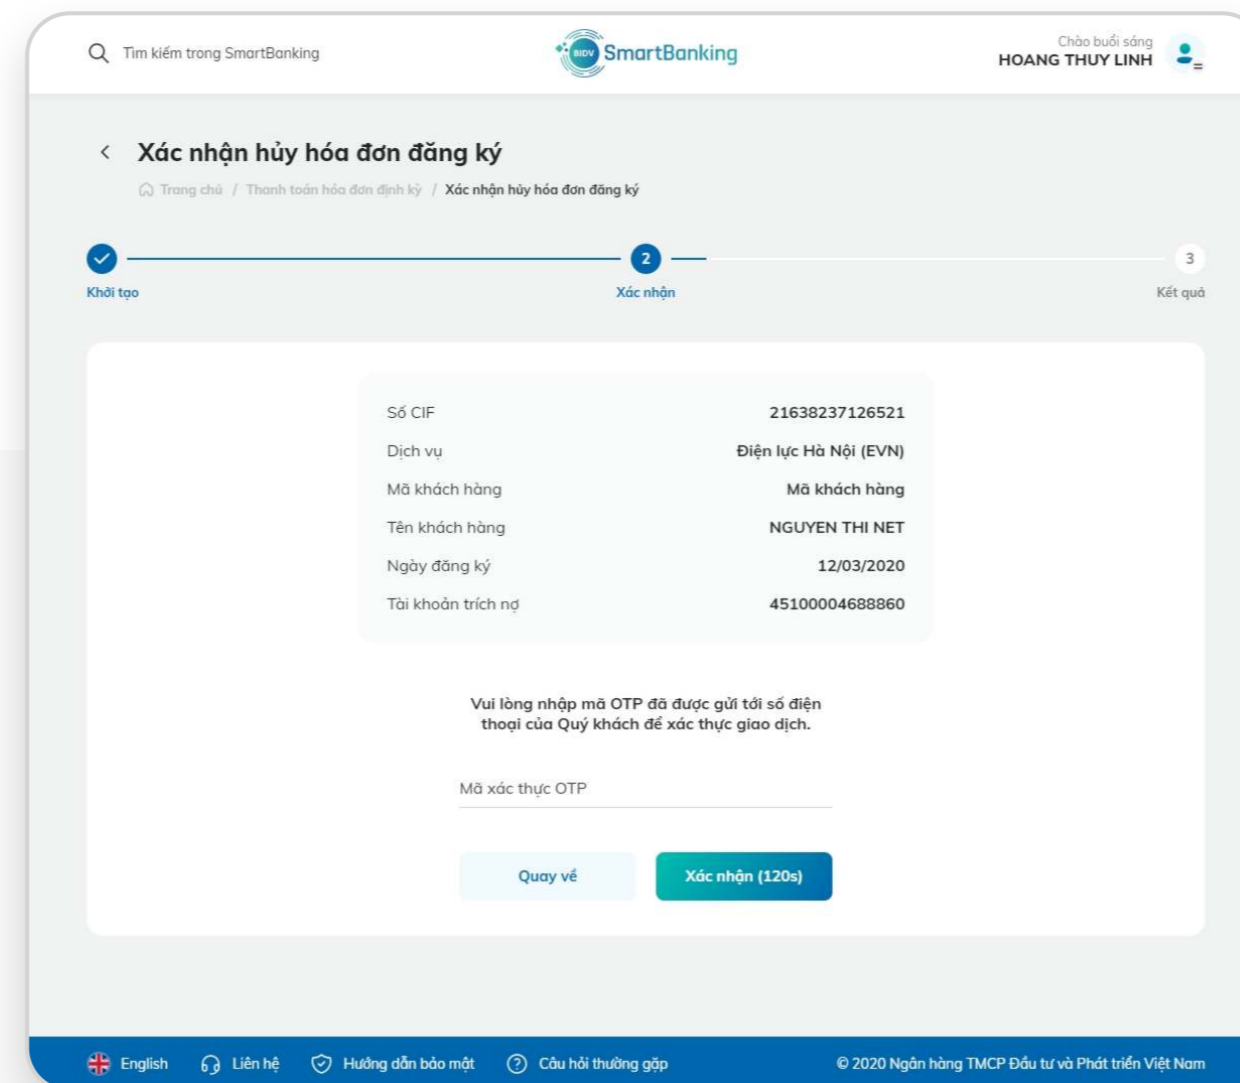 Tìm kiếm trong SmartBanking
BIDV SmartBanking
Chào buổi sáng
HOANG THUY LINH
Xác nhận hủy hóa đơn đăng ký
Trang chủ / Thanh toán hóa đơn định kỳ / Xác nhận hủy hóa đơn đăng ký
2
3
Khởi tạo
Xác nhận
Kết quả
Số CIF 21638237126521
Dịch vụ Điện lực Hà Nội (EVN)
Mã khách hàng Mã khách hàng
Tên khách hàng NGUYEN THI NET
Ngày đăng ký 12/03/2020
Tài khoản trích nợ 45100004688860
Vui lòng nhập mã OTP đã được gửi tới số điện
thoại của Quý khách để xác thực giao dịch.
Mã xác thực OTP
Quay về
Xác nhận (120s)
English Liên hệ Hướng dẫn bảo mật Câu hỏi thường gặp © 2020 Ngân hàng TMCP Đầu tư và Phát triển Việt Nam